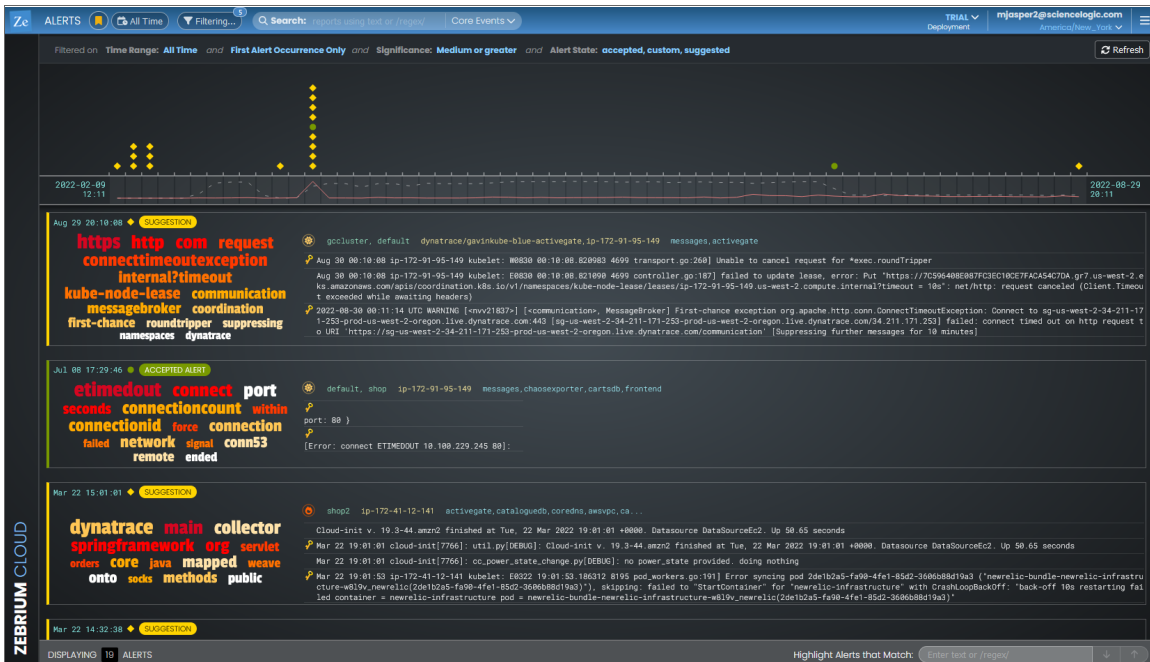 Ze ALERTS All Time Filtering... 5 Search: reports using text or /regex/ Core Events TRIAL Deployment mjasper2@sciencelogic.com America/New_York
Filtered on Time Range: All Time and First Alert Occurrence Only and Significance: Medium or greater and Alert State: accepted, custom, suggested Refresh
2022-02-09 12:11
2022-08-29 20:11
Aug 29 20:10:08 SUGGESTION
https http com request
connecttimeoutexception
internal?timeout
kube-node-lease communication
messagebroker coordination
first-chance roundtripper suppressing
namespaces dynatrace
gccluster, default dynatrace/gavinkube-blue-activegate,ip-172-91-95-149 messages,activegate
Aug 30 00:10:08 ip-172-91-95-149 kubelet: W0830 00:10:08.820983 4699 transport.go:260] Unable to cancel request for *exec.roundTripper
Aug 30 00:10:08 ip-172-91-95-149 kubelet: E0830 00:10:08.821090 4699 controller.go:187] failed to update lease, error: Put "https://7C596408E087FC3EC10CE7FACA54C7DA.gr7.us-west-2.e
ks.amazonaws.com/apis/coordination.k8s.io/v1/namespaces/kube-node-lease/leases/ip-172-91-95-149.us-west-2.compute.internal?timeout = 10s": net/http: request canceled (Client.Timeou
t exceeded while awaiting headers)
2022-08-30 00:11:14 UTC WARNING [<nvv21837>] [<communication>, MessageBroker] First-chance exception org.apache.http.conn.ConnectTimeoutException: Connect to sg-us-west-2-34-211-17
1-253-prod-us-west-2-oregon.live.dynatrace.com:443 [sg-us-west-2-34-211-171-253-prod-us-west-2-oregon.live.dynatrace.com/34.211.171.253] failed: connect timed out on http request t
o URI 'https://sg-us-west-2-34-211-171-253-prod-us-west-2-oregon.live.dynatrace.com/communication' [Suppressing further messages for 10 minutes]
Jul 08 17:29:46 ACCEPTED ALERT
etimedout connect port
seconds connectioncount within
connectionid force connection
failed network signal conn53
remote ended
default, shop ip-172-91-95-149 messages,chaosexporter,cartsdb,frontend
port: 80 )
[Error: connect ETIMEDOUT 10.100.229.245 80]:
Mar 22 15:01:01 SUGGESTION
dynatrace main collector
springframework org servlet
orders core java mapped weave
onto socks methods public
shop2 ip-172-41-12-141 activegate,cataloguedb,coredns,awsvpc,ca...
Cloud-init v. 19.3-44.amzn2 finished at Tue, 22 Mar 2022 19:01:01 +0000. Datasource DataSourceEc2. Up 50.65 seconds
Mar 22 19:01:01 cloud-init[7766]: util.py[DEBUG]: Cloud-init v. 19.3-44.amzn2 finished at Tue, 22 Mar 2022 19:01:01 +0000. Datasource DataSourceEc2. Up 50.65 seconds
Mar 22 19:01:01 cloud-init[7766]: cc_power_state_change.py[DEBUG]: no power_state provided. doing nothing
Mar 22 19:01:53 ip-172-41-12-141 kubelet: E0322 19:01:53.186312 8195 pod_workers.go:191] Error syncing pod 2de1b2a5-fa90-4fe1-85d2-3606b88d19a3 ("newrelic-bundle-newrelic-infrastru
cture-w8l9v_newrelic(2de1b2a5-fa90-4fe1-85d2-3606b88d19a3)"), skipping: failed to "StartContainer" for "newrelic-infrastructure" with CrashLoopBackOff: "back-off 10s restarting fai
led container = newrelic-infrastructure pod = newrelic-bundle-newrelic-infrastructure-w8l9v_newrelic(2de1b2a5-fa90-4fe1-85d2-3606b88d19a3)"
Mar 22 14:32:38 SUGGESTION
ZEBRIUM CLOUD
DISPLAYING 19 ALERTS Highlight Alerts that Match: Enter text or /regex/